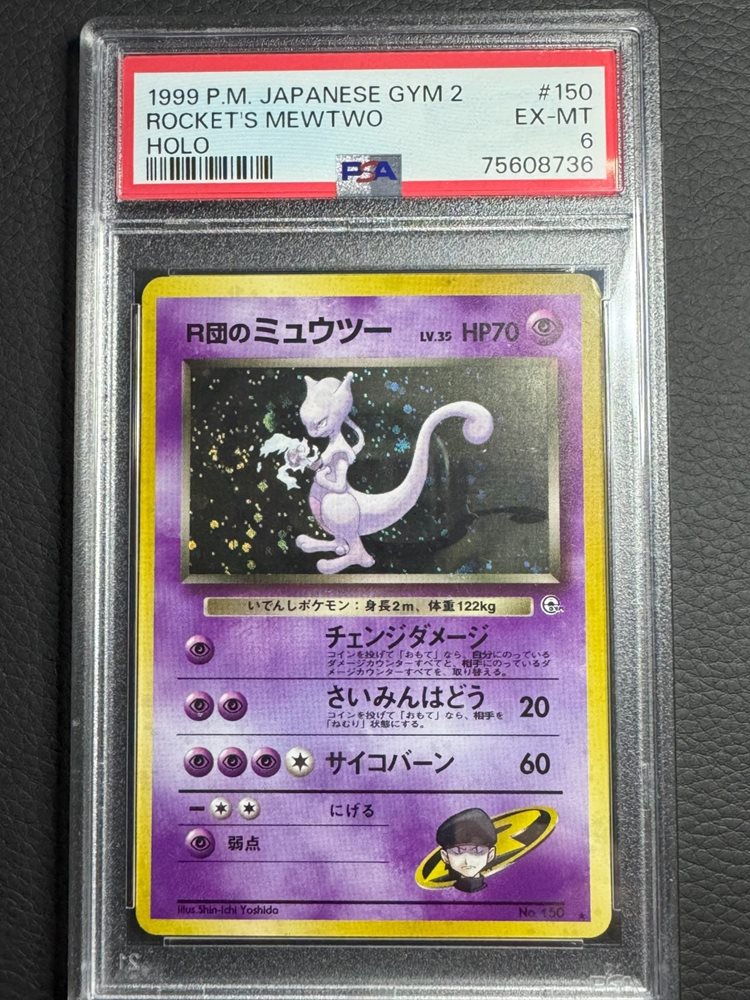 1999 P.M. JAPANESE GYM 2 #150
ROCKET'S MEWTWO EX-MT
HOLO 6
PSA 75608736
R団のミュウツー LV.35 HP70
いでんしポケモン：身長2m、体重122kg
チェンジダメージ
コインを投げて「おもて」なら、自分にのっている
ダメージカウンターすべてと、相手にのっているダ
メージカウンターすべてを、取り替える。
さいみんはどう 20
コインを投げて「おもて」なら、相手を
「ねむり」状態にする。
サイコバーン 60
にげる
弱点
Illus.Shin-ichi Yoshida No.150